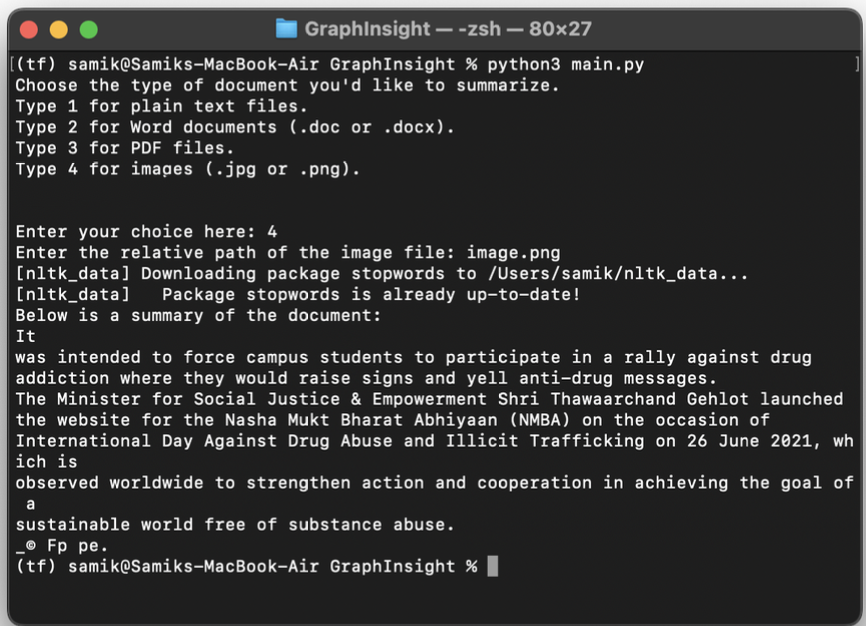 GraphInsight — -zsh — 80×27
[(tf) samik@Samiks-MacBook-Air GraphInsight % python3 main.py ]
Choose the type of document you'd like to summarize.
Type 1 for plain text files.
Type 2 for Word documents (.doc or .docx).
Type 3 for PDF files.
Type 4 for images (.jpg or .png).
Enter your choice here: 4
Enter the relative path of the image file: image.png
[nltk_data] Downloading package stopwords to /Users/samik/nltk_data...
[nltk_data]   Package stopwords is already up-to-date!
Below is a summary of the document:
It
was intended to force campus students to participate in a rally against drug
addiction where they would raise signs and yell anti-drug messages.
The Minister for Social Justice & Empowerment Shri Thawaarchand Gehlot launched
the website for the Nasha Mukt Bharat Abhiyaan (NMBA) on the occasion of
International Day Against Drug Abuse and Illicit Trafficking on 26 June 2021, wh
ich is
observed worldwide to strengthen action and cooperation in achieving the goal of
 a
sustainable world free of substance abuse.
_© Fp pe.
(tf) samik@Samiks-MacBook-Air GraphInsight %